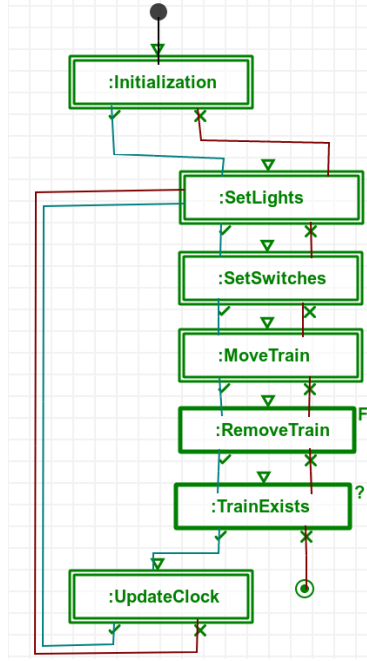 :Initialization
:SetLights
:SetSwitches
:MoveTrain
F
:RemoveTrain
?
:TrainExists
:UpdateClock